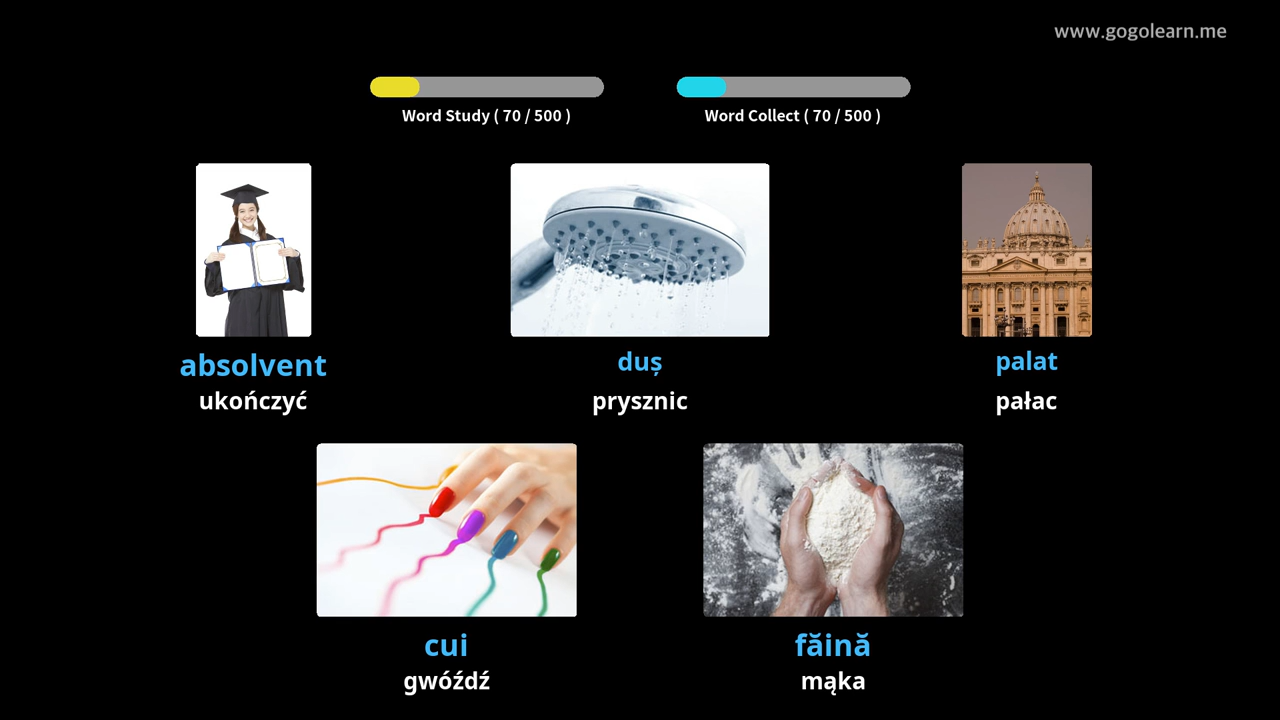 www.gogolearn.me
Word Study ( 70 / 500 )
Word Collect ( 70 / 500 )
absolvent
ukończyć
duș
prysznic
palat
pałac
cui
gwóźdź
făină
mąka